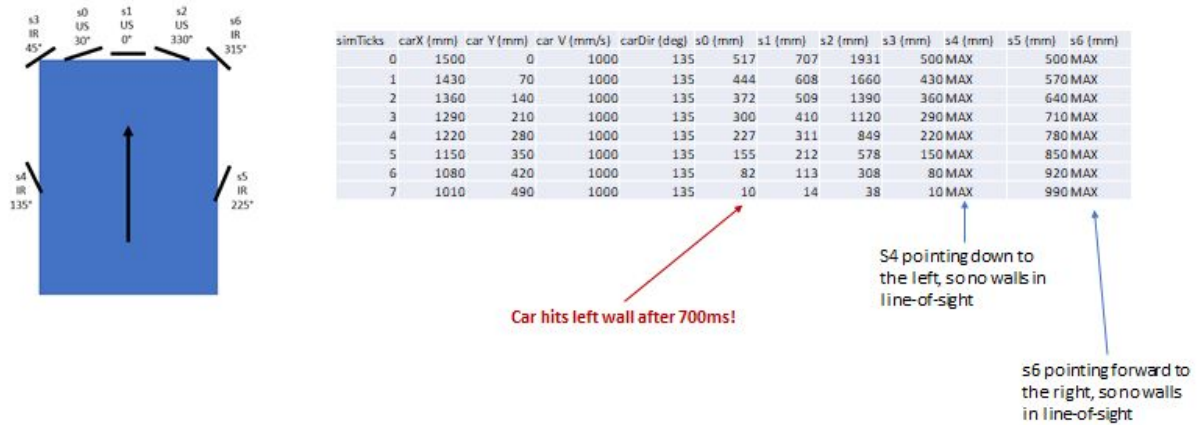 s3
IR
45°
s0
US
30°
s1
US
0°
s2
US
330°
s6
IR
315°
s4
IR
135°
s5
IR
225°
simTicks carX (mm) car Y (mm) car V (mm/s) carDir (deg) s0 (mm) s1 (mm) s2 (mm) s3 (mm) s4 (mm) s5 (mm) s6 (mm)
0 1500 0 1000 135 517 707 1931 500 MAX 500 MAX
1 1430 70 1000 135 444 608 1660 430 MAX 570 MAX
2 1360 140 1000 135 372 509 1390 360 MAX 640 MAX
3 1290 210 1000 135 300 410 1120 290 MAX 710 MAX
4 1220 280 1000 135 227 311 849 220 MAX 780 MAX
5 1150 350 1000 135 155 212 578 150 MAX 850 MAX
6 1080 420 1000 135 82 113 308 80 MAX 920 MAX
7 1010 490 1000 135 10 14 38 10 MAX 990 MAX
Car hits left wall after 700ms!
S4 pointing down to
the left, so no walls in
line-of-sight
s6 pointing forward to
the right, so no walls
in line-of-sight